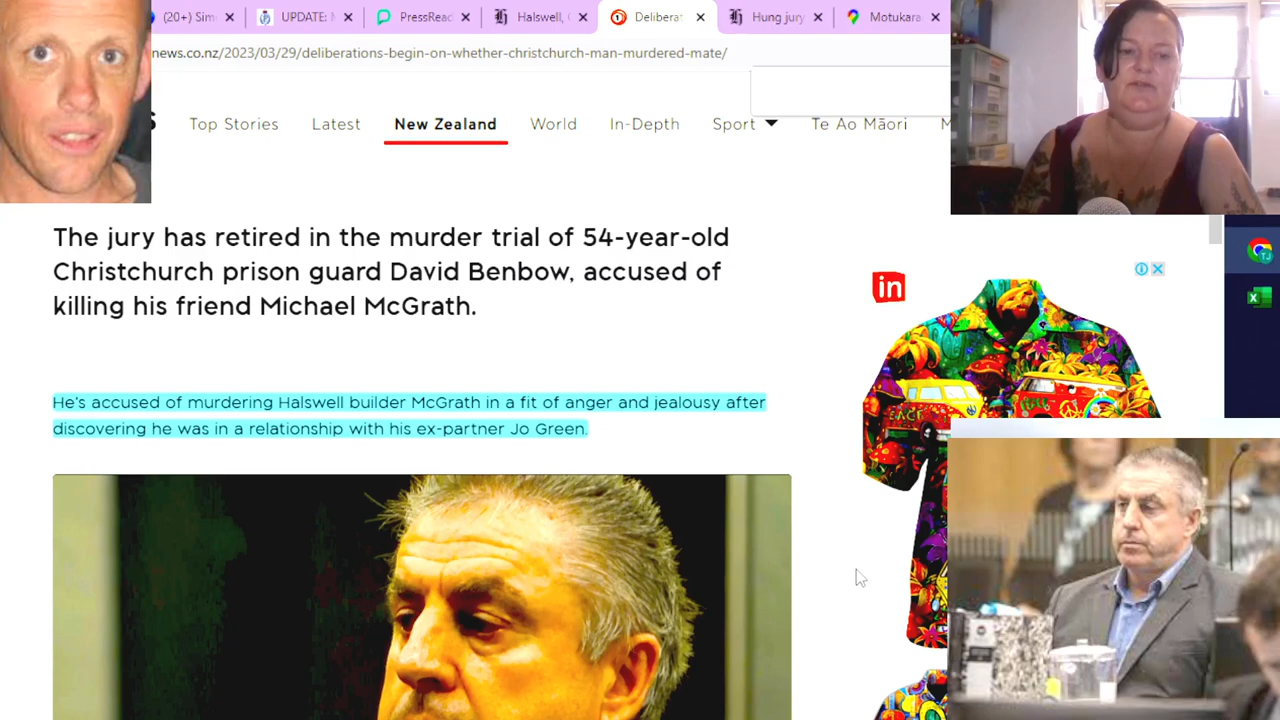 (20+) Sim
UPDATE: M
PressRead
Halswell, C
Deliberat
Hung jury
Motukara
news.co.nz/2023/03/29/deliberations-begin-on-whether-christchurch-man-murdered-mate/
S Top Stories Latest New Zealand World In-Depth Sport Te Ao Māori M
The jury has retired in the murder trial of 54-year-old
Christchurch prison guard David Benbow, accused of
killing his friend Michael McGrath.
He's accused of murdering Halswell builder McGrath in a fit of anger and jealousy after
discovering he was in a relationship with his ex-partner Jo Green.
in
TJ
X